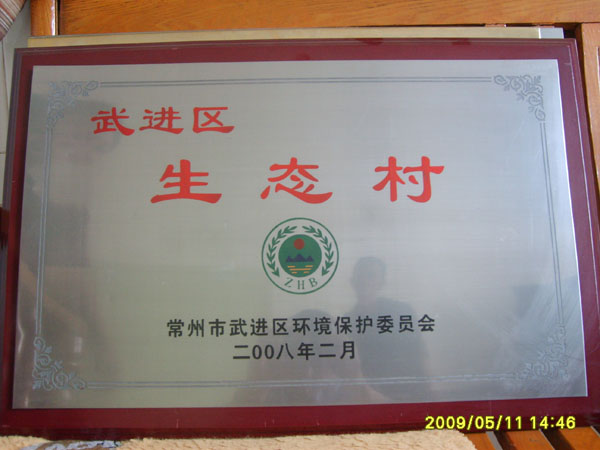 武进区
生态村
ZHB
常州市武进区环境保护委员会
二00八年二月
2009/05/11 14:46